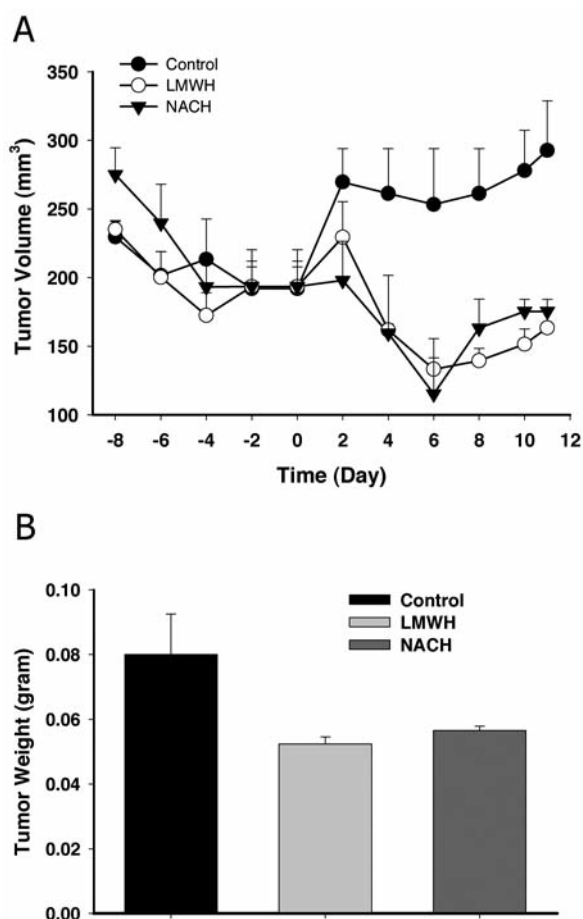 A
Control
LMWH
NACH
350
300
250
200
150
100
Tumor Volume (mm³)
-8 -6 -4 -2 0 2 4 6 8 10 12
Time (Day)
B
0.10
0.08
0.06
0.04
0.02
0.00
Tumor Weight (gram)
Control
LMWH
NACH